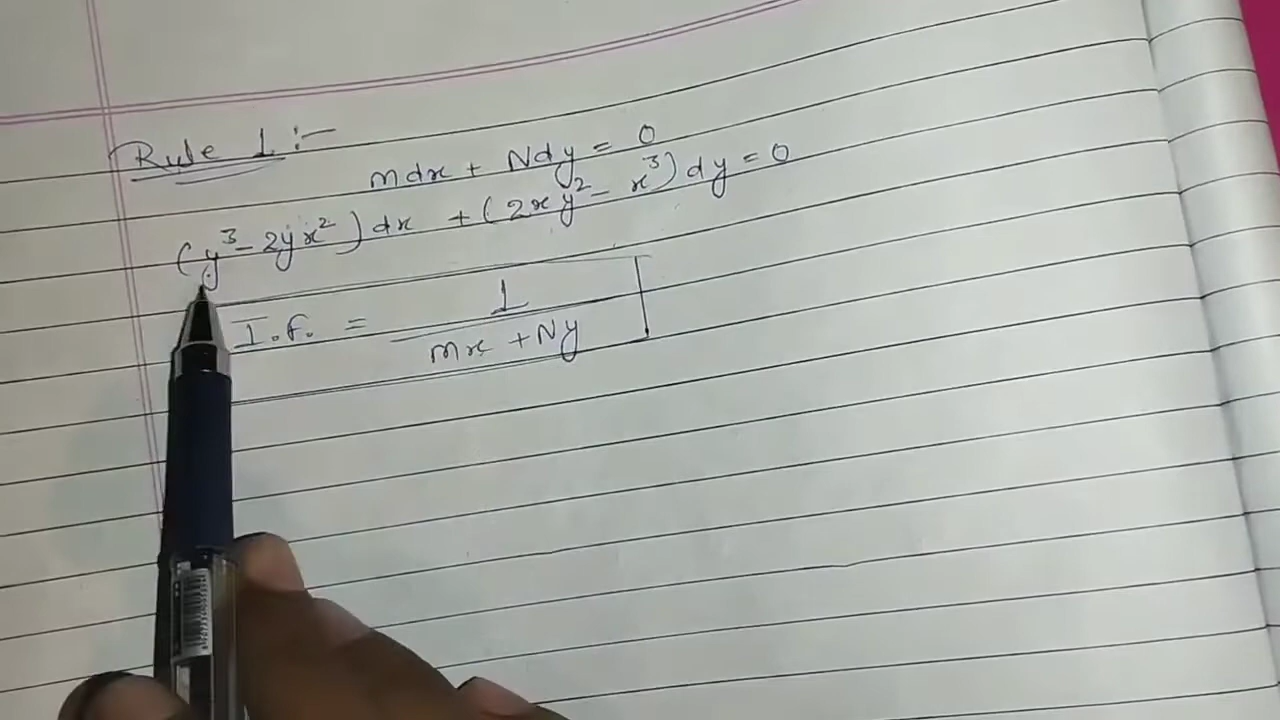 Rule 1 :-
mdx + Ndy = 0
(y³ - 2yx²) dx + (2xy² - x³) dy = 0
I.F. = 1 / mx + Ny